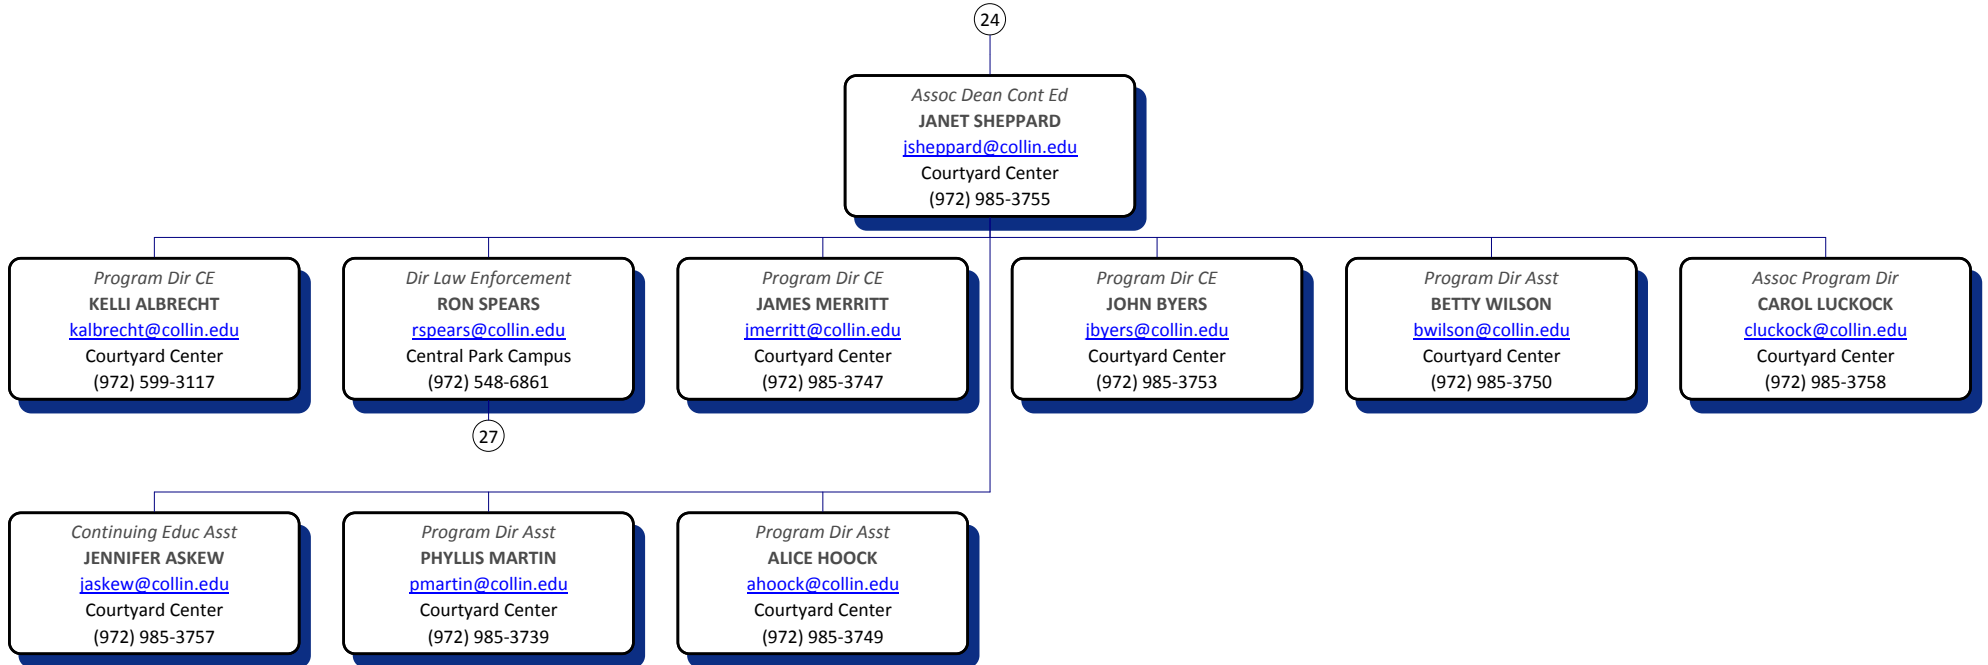 24
Assoc Dean Cont Ed
JANET SHEPPARD
jsheppard@collin.edu
Courtyard Center
(972) 985-3755
Program Dir CE
KELLI ALBRECHT
kalbrecht@collin.edu
Courtyard Center
(972) 599-3117
Dir Law Enforcement
RON SPEARS
rspears@collin.edu
Central Park Campus
(972) 548-6861
27
Program Dir CE
JAMES MERRITT
jmerritt@collin.edu
Courtyard Center
(972) 985-3747
Program Dir CE
JOHN BYERS
jbyers@collin.edu
Courtyard Center
(972) 985-3753
Program Dir Asst
BETTY WILSON
bwilson@collin.edu
Courtyard Center
(972) 985-3750
Assoc Program Dir
CAROL LUCKOCK
cluckock@collin.edu
Courtyard Center
(972) 985-3758
Continuing Educ Asst
JENNIFER ASKEW
jaskew@collin.edu
Courtyard Center
(972) 985-3757
Program Dir Asst
PHYLLIS MARTIN
pmartin@collin.edu
Courtyard Center
(972) 985-3739
Program Dir Asst
ALICE HOOCK
ahoock@collin.edu
Courtyard Center
(972) 985-3749